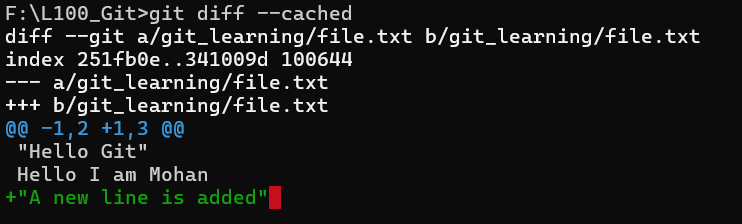 F:\L100_Git>git diff --cached
diff --git a/git_learning/file.txt b/git_learning/file.txt
index 251fb0e..341009d 100644
--- a/git_learning/file.txt
+++ b/git_learning/file.txt
@@ -1,2 +1,3 @@
 "Hello Git"
 Hello I am Mohan
+"A new line is added"